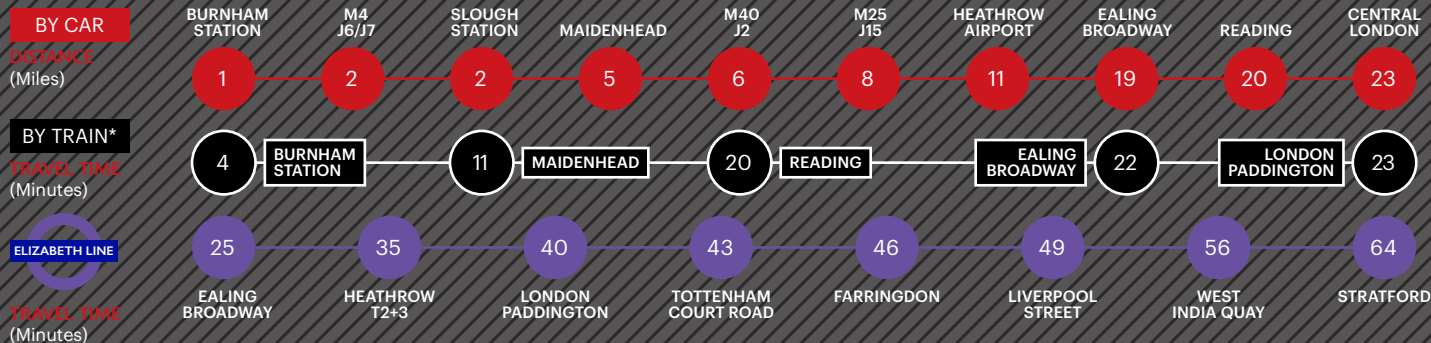 BY CAR
DISTANCE
(Miles)
BURNHAM
STATION
M4
J6/J7
SLOUGH
STATION
MAIDENHEAD
M40
J2
M25
J15
HEATHROW
AIRPORT
EALING
BROADWAY
READING
CENTRAL
LONDON
1
2
2
5
6
8
11
19
20
23
BY TRAIN*
TRAVEL TIME
(Minutes)
4
BURNHAM
STATION
11
MAIDENHEAD
20
READING
EALING
BROADWAY
22
LONDON
PADDINGTON
23
ELIZABETH LINE
TRAVEL TIME
(Minutes)
25
35
40
43
46
49
56
64
EALING
BROADWAY
HEATHROW
T2+3
LONDON
PADDINGTON
TOTTENHAM
COURT ROAD
FARRINGDON
LIVERPOOL
STREET
WEST
INDIA QUAY
STRATFORD